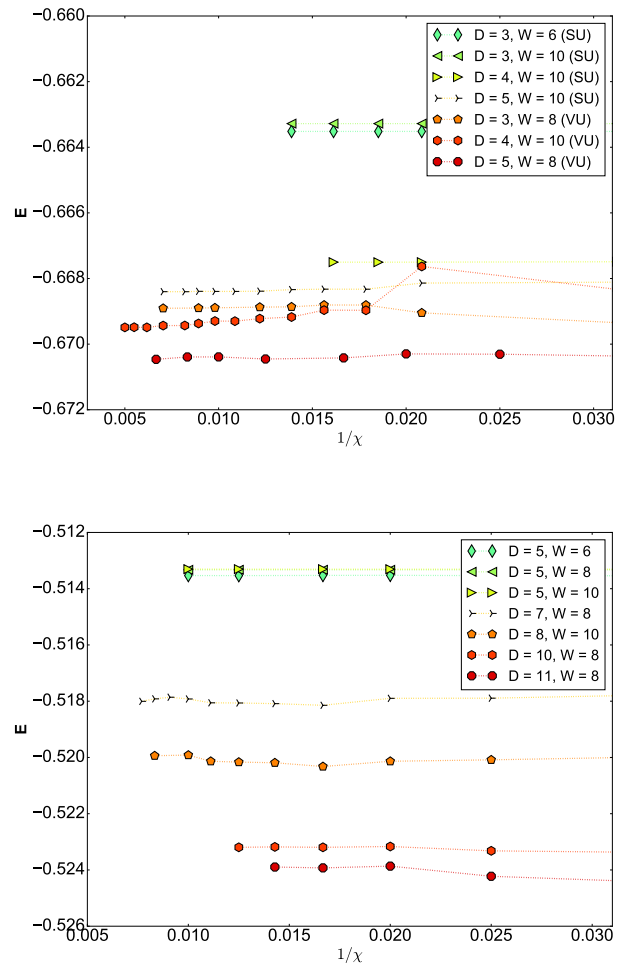 −0.660
−0.662
−0.664
−0.666
−0.668
−0.670
−0.672
E
D = 3, W = 6 (SU)
D = 3, W = 10 (SU)
D = 4, W = 10 (SU)
D = 5, W = 10 (SU)
D = 3, W = 8 (VU)
D = 4, W = 10 (VU)
D = 5, W = 8 (VU)
0.005 0.010 0.015 0.020 0.025 0.030
1/χ
−0.512
−0.514
−0.516
−0.518
−0.520
−0.522
−0.524
−0.526
E
D = 5, W = 6
D = 5, W = 8
D = 5, W = 10
D = 7, W = 8
D = 8, W = 10
D = 10, W = 8
D = 11, W = 8
0.005 0.010 0.015 0.020 0.025 0.030
1/χ